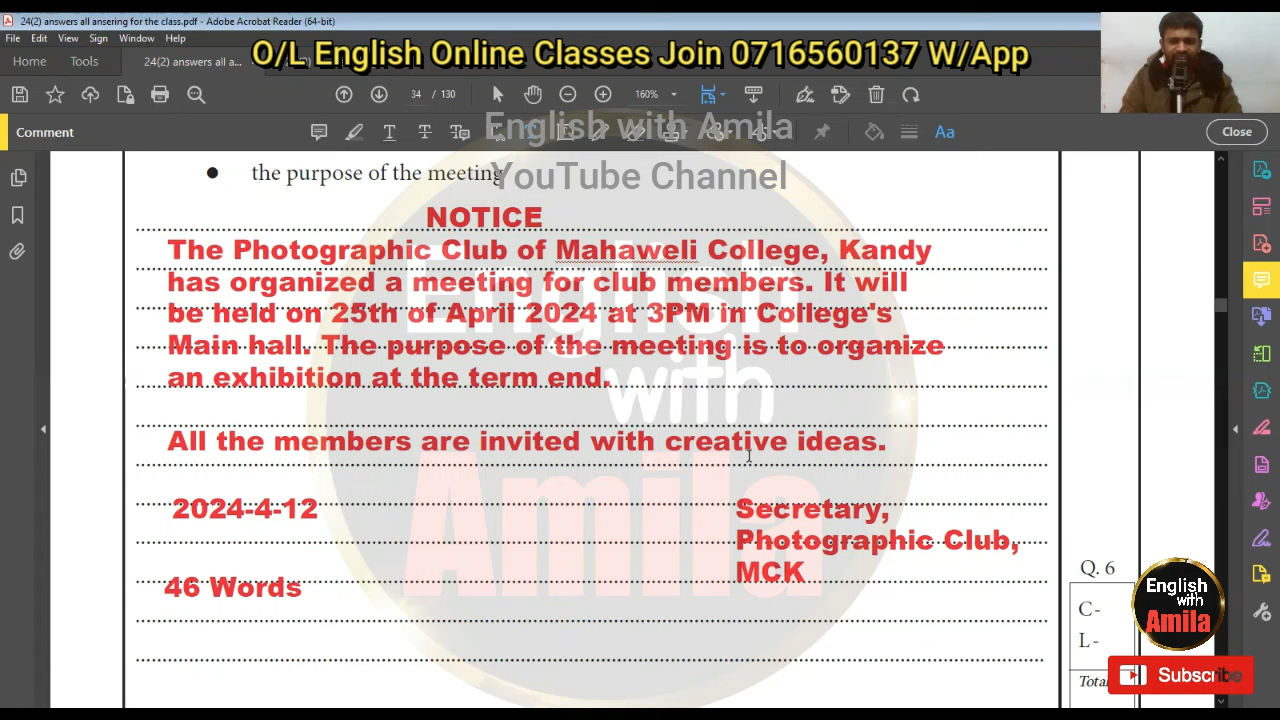 24(2) answers all ansering for the class.pdf - Adobe Acrobat Reader (64-bit)
File Edit View Sign Window Help
O/L English Online Classes Join 0716560137 W/App
Home Tools 24(2) answers all a...
34 / 130 160%
Comment Aa Close
English with Amila
YouTube Channel
● the purpose of the meeting
NOTICE
The Photographic Club of Mahaweli College, Kandy
has organized a meeting for club members. It will
be held on 25th of April 2024 at 3PM in College's
Main hall. The purpose of the meeting is to organize
an exhibition at the term end.
All the members are invited with creative ideas.
2024-4-12 Secretary,
Photographic Club,
MCK
46 Words
English
with
Amila
Q. 6
C-
L-
Total
English
with
Amila
Subscribe